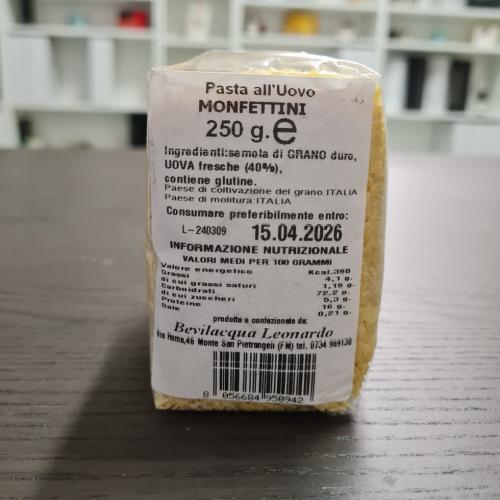 Pasta all'Uovo
MONFETTINI
250 g. e
Ingredienti:semola di GRANO duro,
UOVA fresche (40%),
contiene glutine.
Paese di coltivazione del grano:ITALIA
Paese di molitura:ITALIA
Consumare preferibilmente entro:
L-240309 15.04.2026
INFORMAZIONE NUTRIZIONALE
VALORI MEDI PER 100 GRAMMI
Valore energetico Kcal.398
Grassi 4,1 g.
di cui grassi saturi 1,19 g.
Carboidrati 72,2 g.
di cui zuccheri 5,3 g.
Proteine 16 g.
Sale 0,21 g.
prodotto e confezionato da:
Bevilacqua Leonardo
Via Roma,46 Monte San Pietrangeli (FM) tel. 0734 969130
8 056684 950942